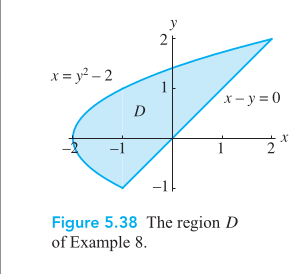 y
2
x = y² – 2
1
x – y = 0
D
–2
–1
1
2
x
–1
Figure 5.38 The region D
of Example 8.